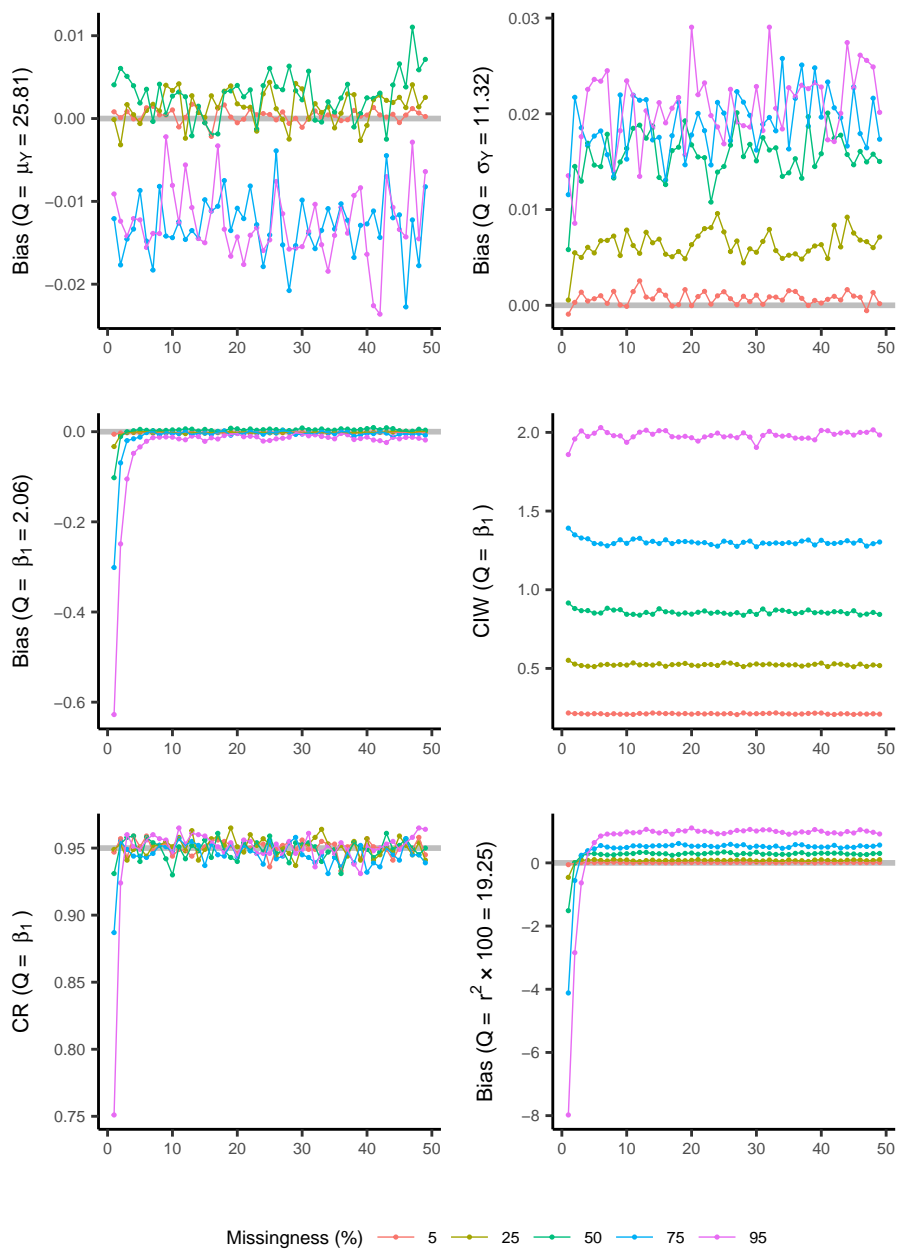 Bias (Q = μY = 25.81)
0.01
0.00
−0.01
−0.02
0 10 20 30 40 50
Bias (Q = σY = 11.32)
0.03
0.02
0.01
0.00
0 10 20 30 40 50
Bias (Q = β1 = 2.06)
0.0
−0.2
−0.4
−0.6
0 10 20 30 40 50
CIW (Q = β1 )
2.0
1.5
1.0
0.5
0 10 20 30 40 50
CR (Q = β1 )
0.95
0.90
0.85
0.80
0.75
0 10 20 30 40 50
Bias (Q = r² × 100 = 19.25)
0
−2
−4
−6
−8
0 10 20 30 40 50
Missingness (%) 5 25 50 75 95